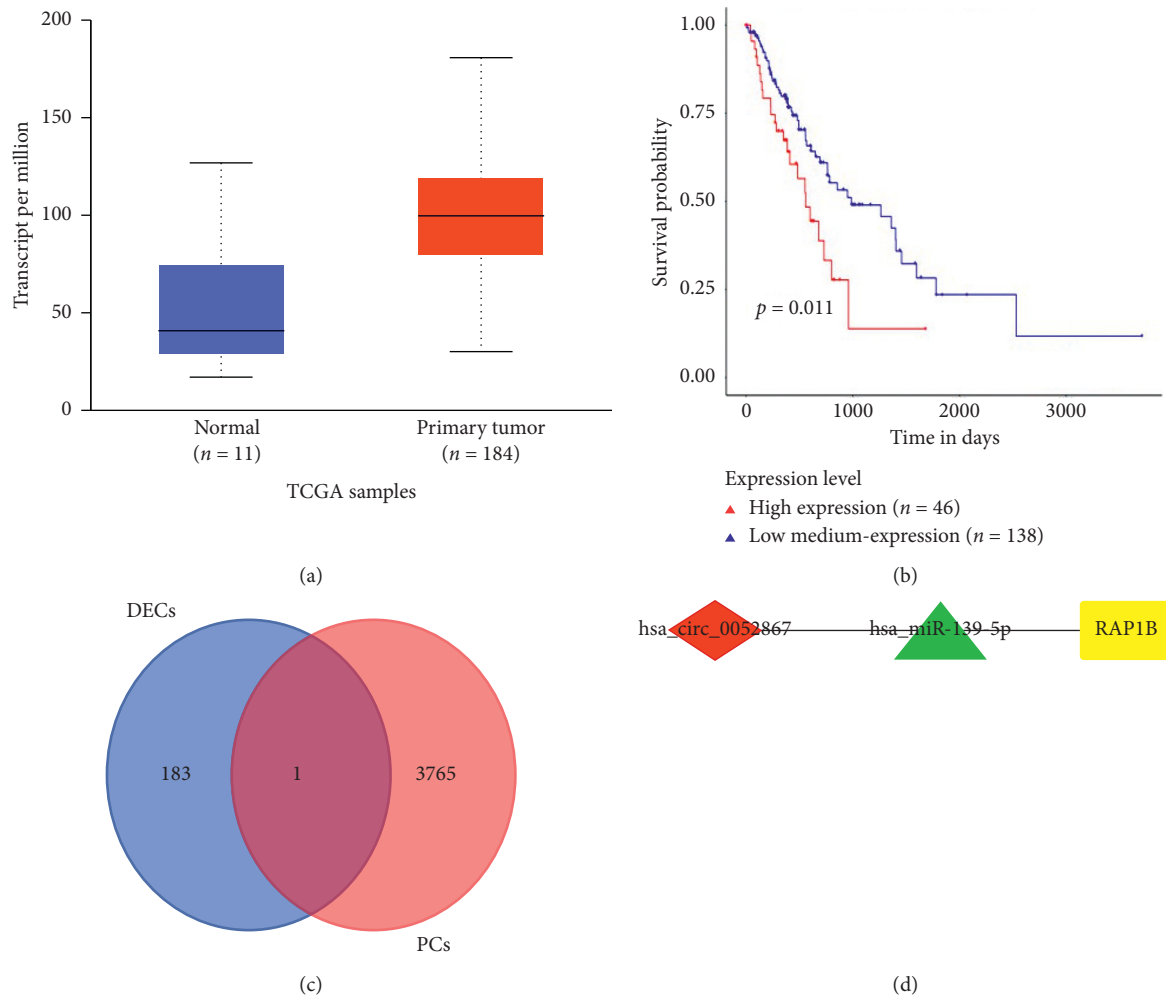 200
150
100
50
0
Transcript per million
Normal
(n = 11)
Primary tumor
(n = 184)
TCGA samples
(a)
1.00
0.75
0.50
0.25
0.00
Survival probability
p = 0.011
0
1000
2000
3000
Time in days
Expression level
High expression (n = 46)
Low medium-expression (n = 138)
(b)
DECs
183
1
3765
PCs
(c)
hsa_circ_0052867
hsa_miR-139-5p
RAP1B
(d)